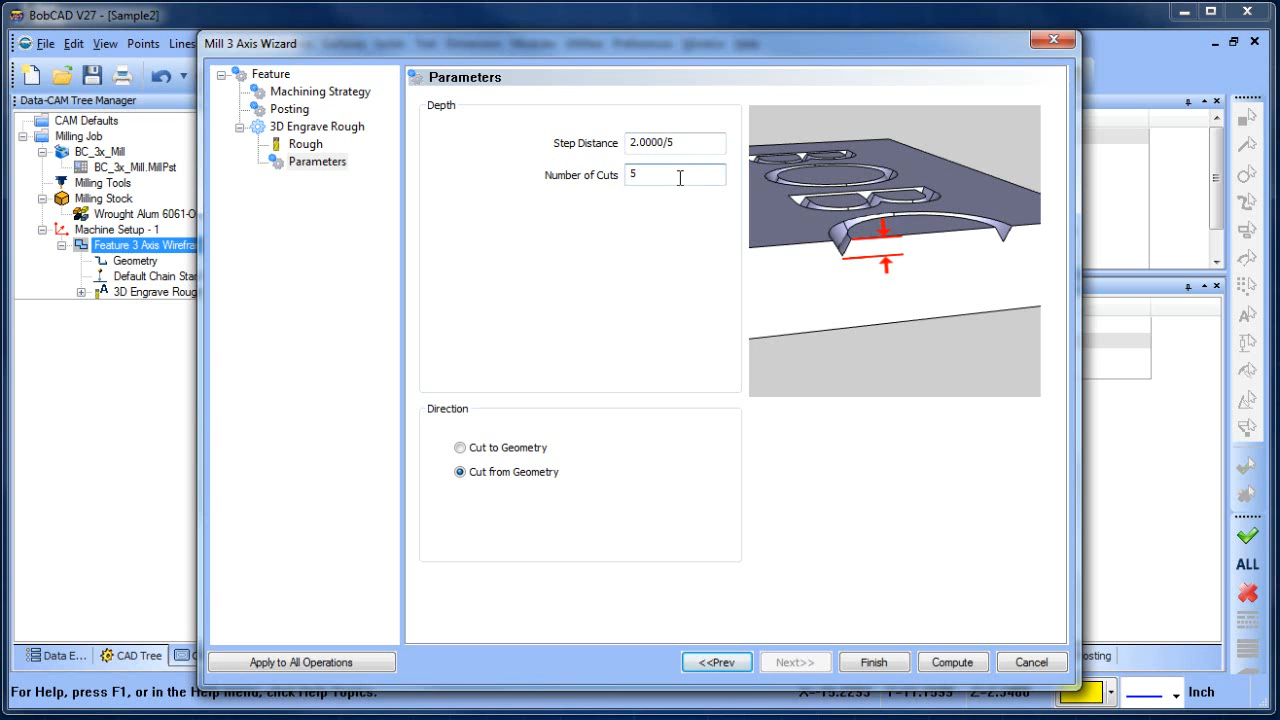 BobCAD V27 - [Sample2]
File Edit View Points Lines
Mill 3 Axis Wizard
Data-CAM Tree Manager
CAM Defaults
Milling Job
BC_3x_Mill
BC_3x_Mill.MillPst
Milling Tools
Milling Stock
Wrought Alum 6061-O
Machine Setup - 1
Feature 3 Axis Wirefra
Geometry
Default Chain Star
3D Engrave Roug
Feature
Machining Strategy
Posting
3D Engrave Rough
Rough
Parameters
Parameters
Depth
Step Distance 2.0000/5
Number of Cuts 5
Direction
Cut to Geometry
Cut from Geometry
ALL
Data E... CAD Tree
osting
Apply to All Operations
<<Prev Next>> Finish Compute Cancel
For Help, press F1, or in the Help menu, click Help Topics.
Inch